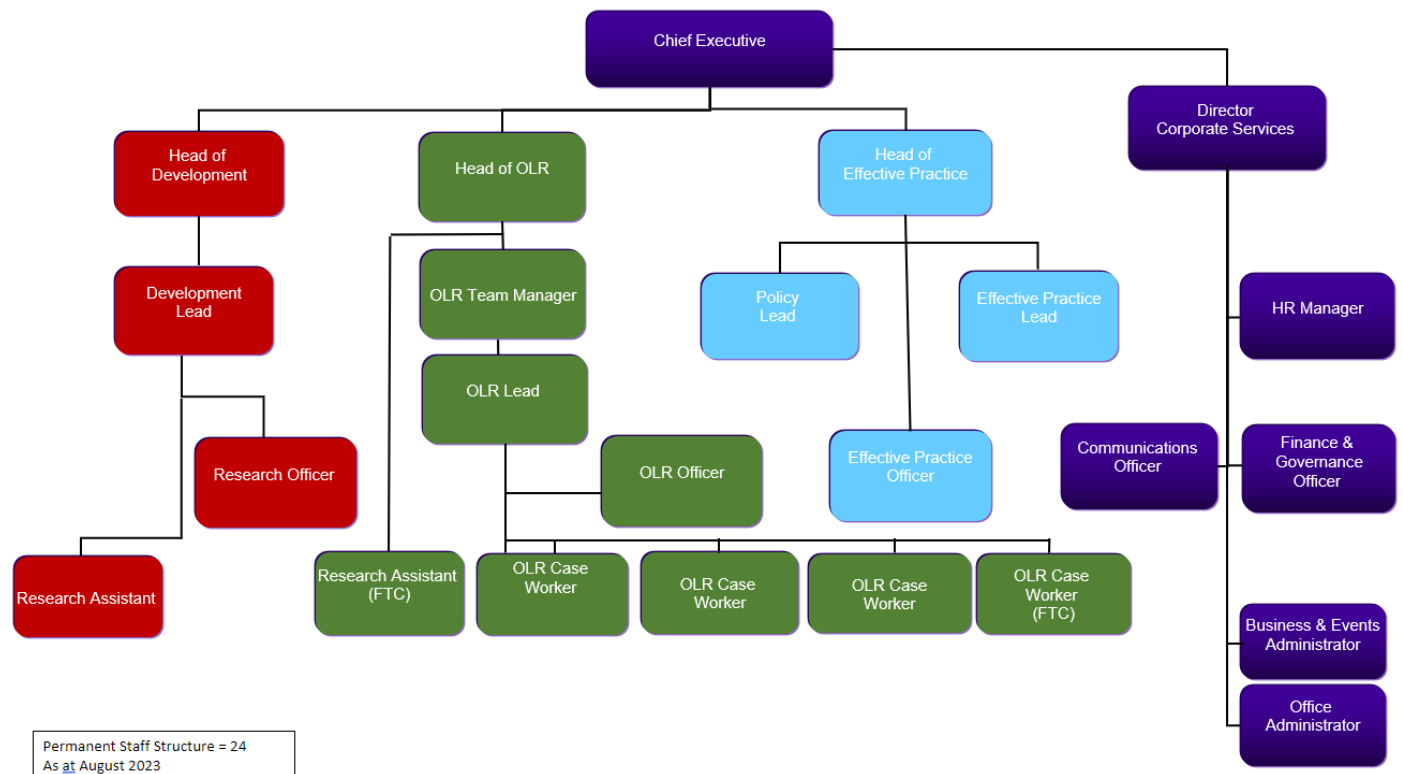 Chief Executive
Director
Corporate Services
Head of
Development
Head of OLR
Head of
Effective Practice
Development
Lead
OLR Team Manager
Policy
Lead
Effective Practice
Lead
HR Manager
OLR Lead
Research Officer
OLR Officer
Effective Practice
Officer
Communications
Officer
Finance &
Governance
Officer
Research Assistant
Research Assistant
(FTC)
OLR Case
Worker
OLR Case
Worker
OLR Case
Worker
OLR Case
Worker
(FTC)
Business & Events
Administrator
Office
Administrator
Permanent Staff Structure = 24
As at August 2023